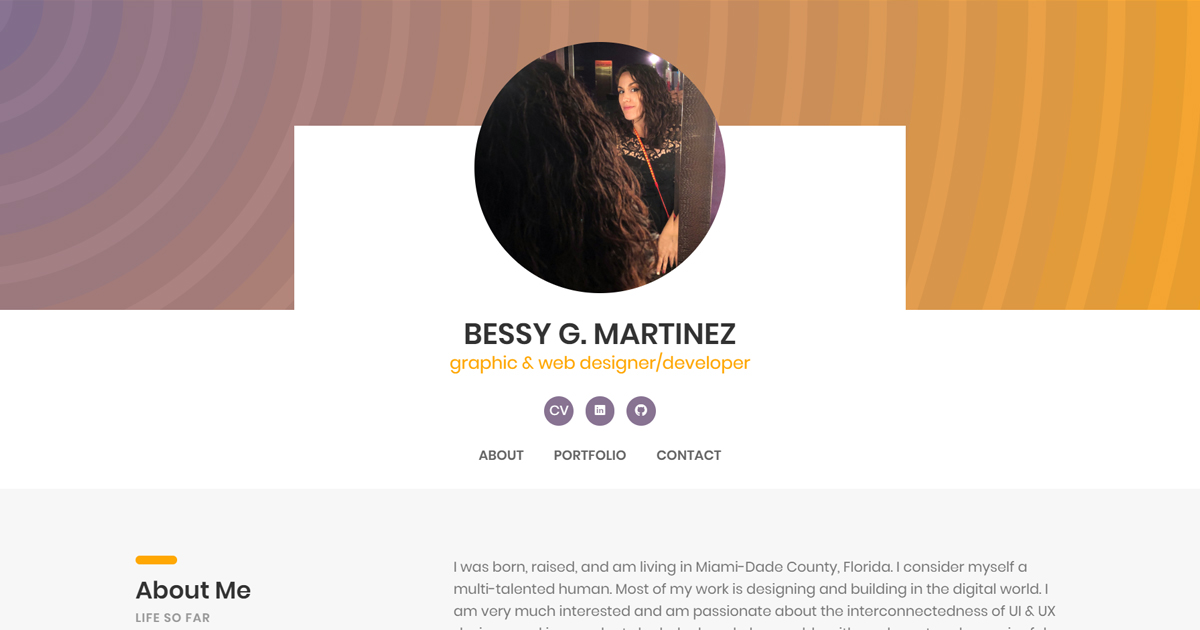 BESSY G. MARTINEZ
graphic & web designer/developer
CV in
ABOUT PORTFOLIO CONTACT
About Me
LIFE SO FAR
I was born, raised, and am living in Miami-Dade County, Florida. I consider myself a
multi-talented human. Most of my work is designing and building in the digital world. I
am very much interested and am passionate about the interconnectedness of UI & UX